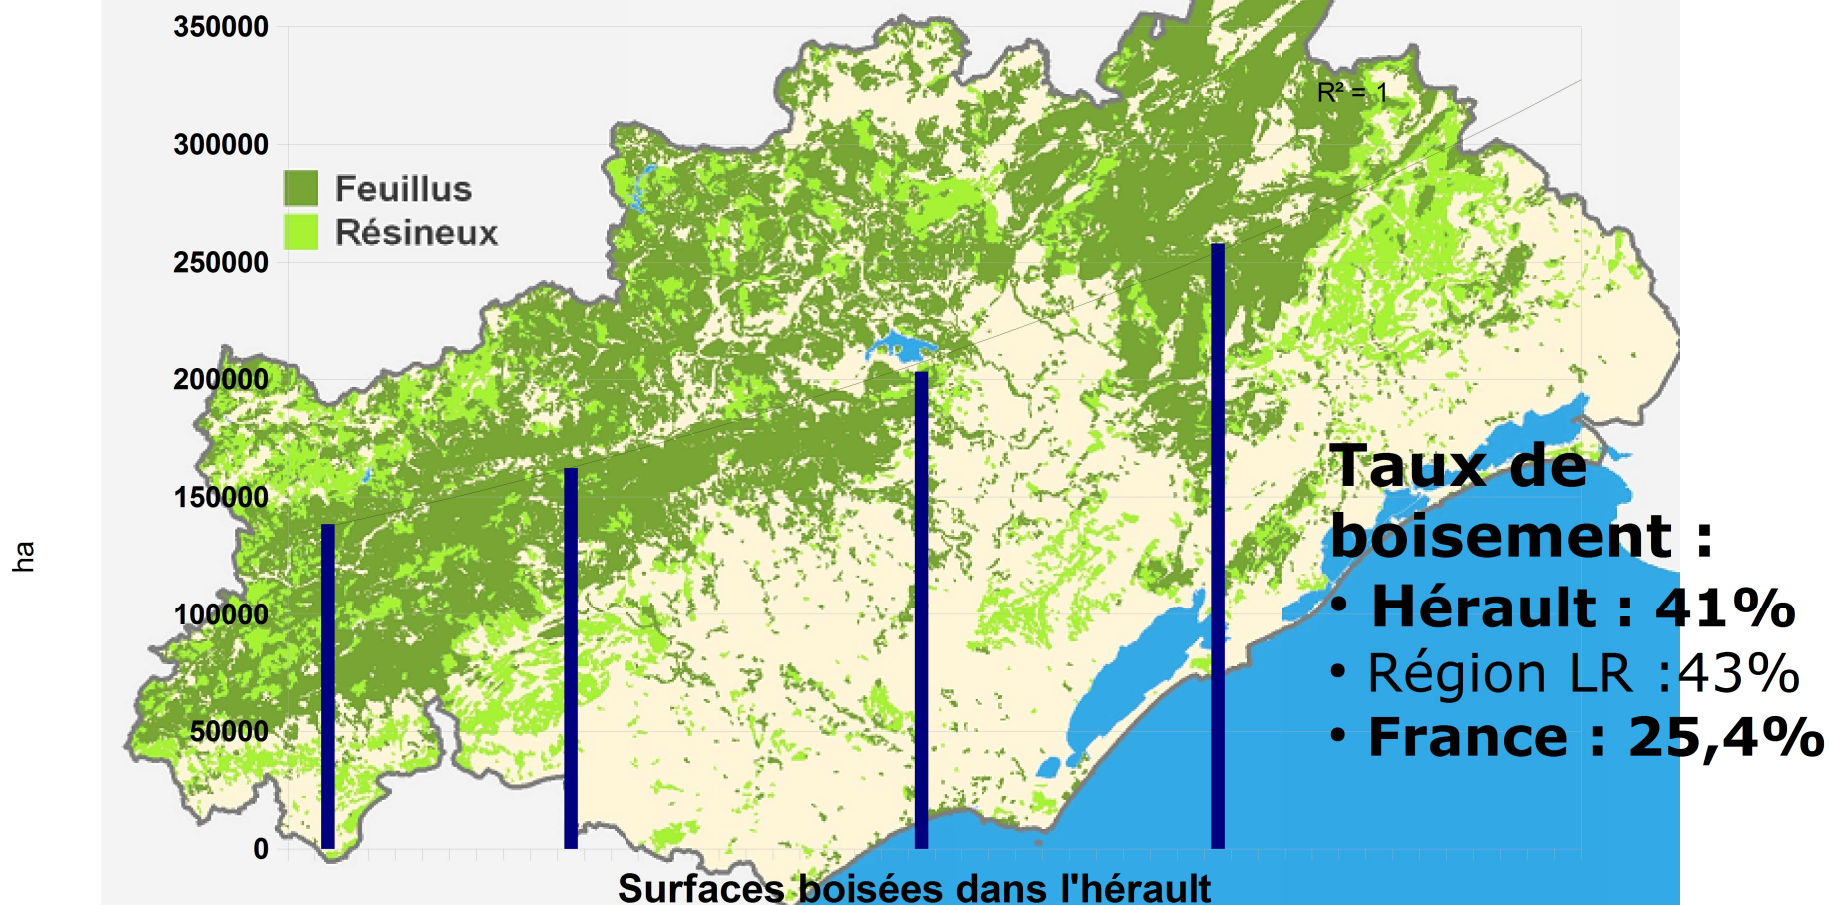 350000
300000
250000
200000
150000
100000
50000
0
ha
Feuillus
Résineux
R² = 1
Taux de
boisement :
• Hérault : 41%
• Région LR :43%
• France : 25,4%
Surfaces boisées dans l'hérault